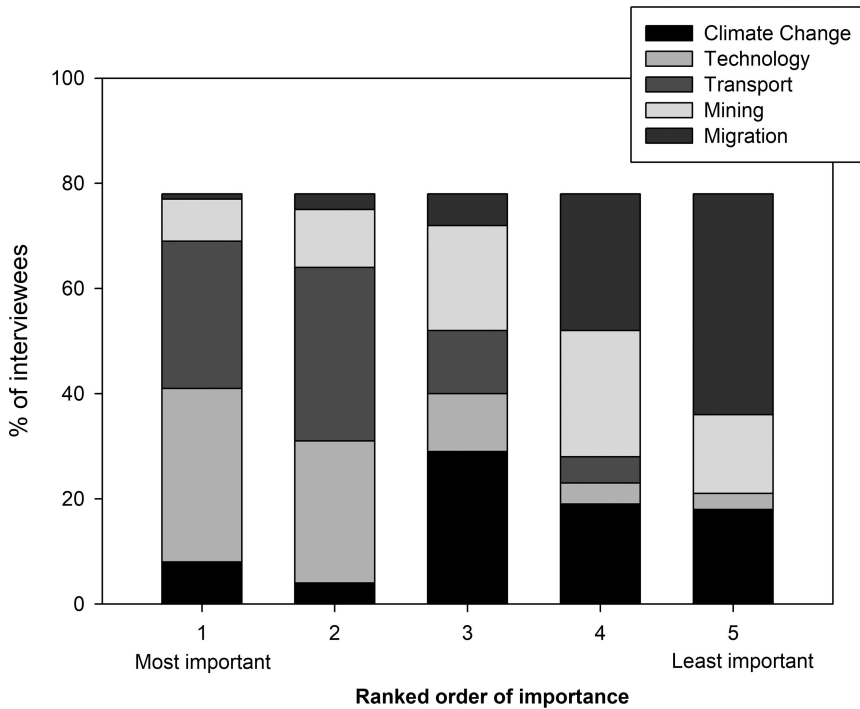 Climate Change
Technology
Transport
Mining
Migration
100
80
60
40
20
0
% of interviewees
1 2 3 4 5
Most important Least important
Ranked order of importance